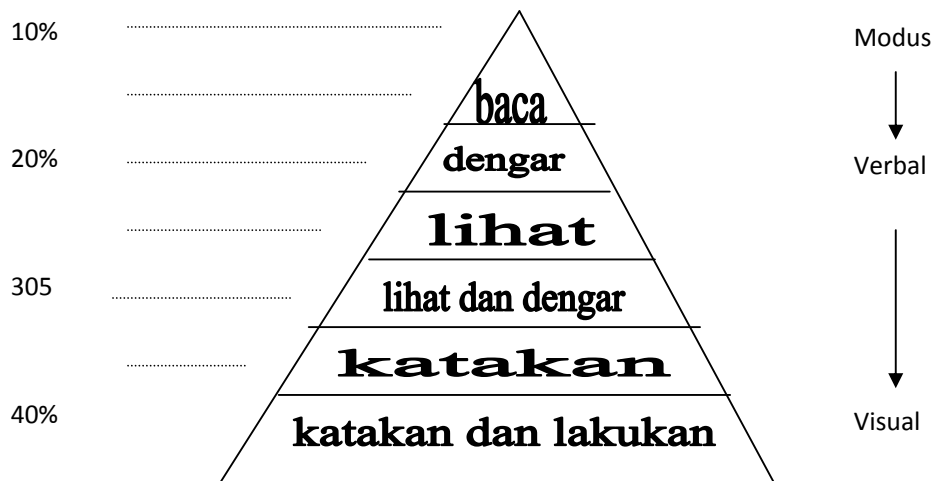 10%
Modus
baca
20%
dengar
Verbal
lihat
305
lihat dan dengar
katakan
40%
katakan dan lakukan
Visual